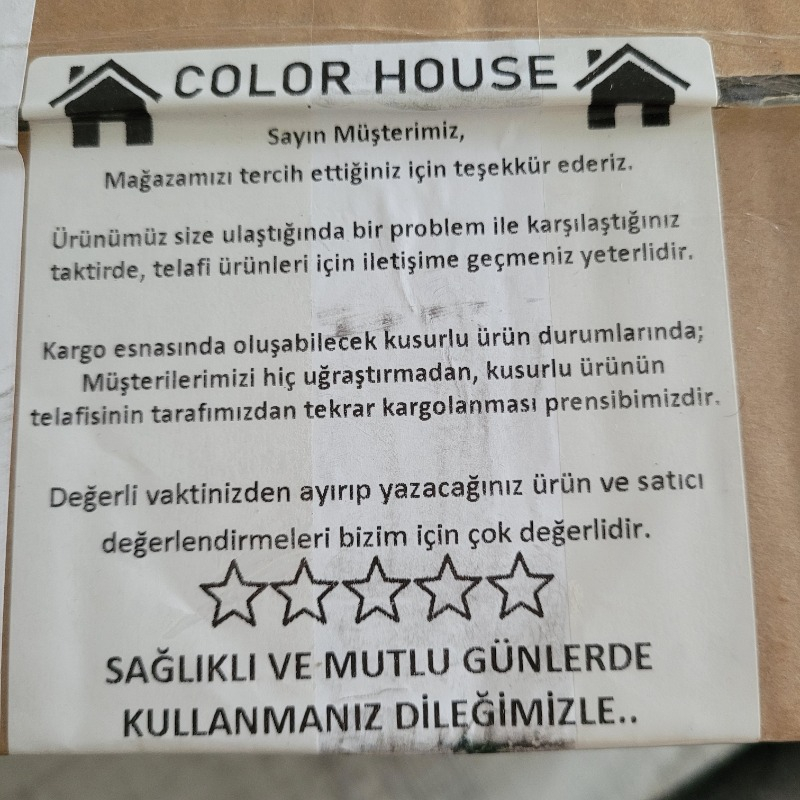 COLOR HOUSE
Sayın Müşterimiz,
Mağazamızı tercih ettiğiniz için teşekkür ederiz.
Ürünümüz size ulaştığında bir problem ile karşılaştığınız
taktirde, telafi ürünleri için iletişime geçmeniz yeterlidir.
Kargo esnasında oluşabilecek kusurlu ürün durumlarında;
Müşterilerimizi hiç uğraştırmadan, kusurlu ürünün
telafisinin tarafımızdan tekrar kargolanması prensibimizdir.
Değerli vaktinizden ayırıp yazacağınız ürün ve satıcı
değerlendirmeleri bizim için çok değerlidir.
SAĞLIKLI VE MUTLU GÜNLERDE
KULLANMANIZ DİLEĞİMİZLE..